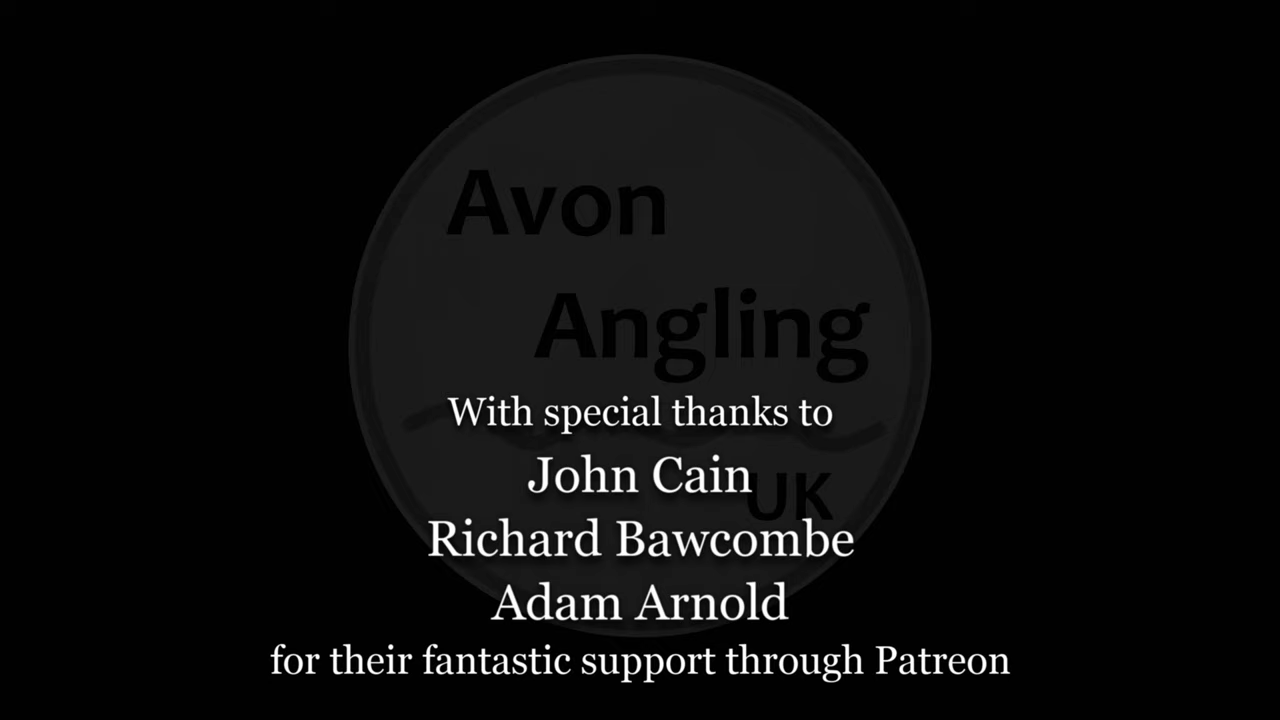 Avon
Angling
UK
With special thanks to
John Cain
Richard Bawcombe
Adam Arnold
for their fantastic support through Patreon